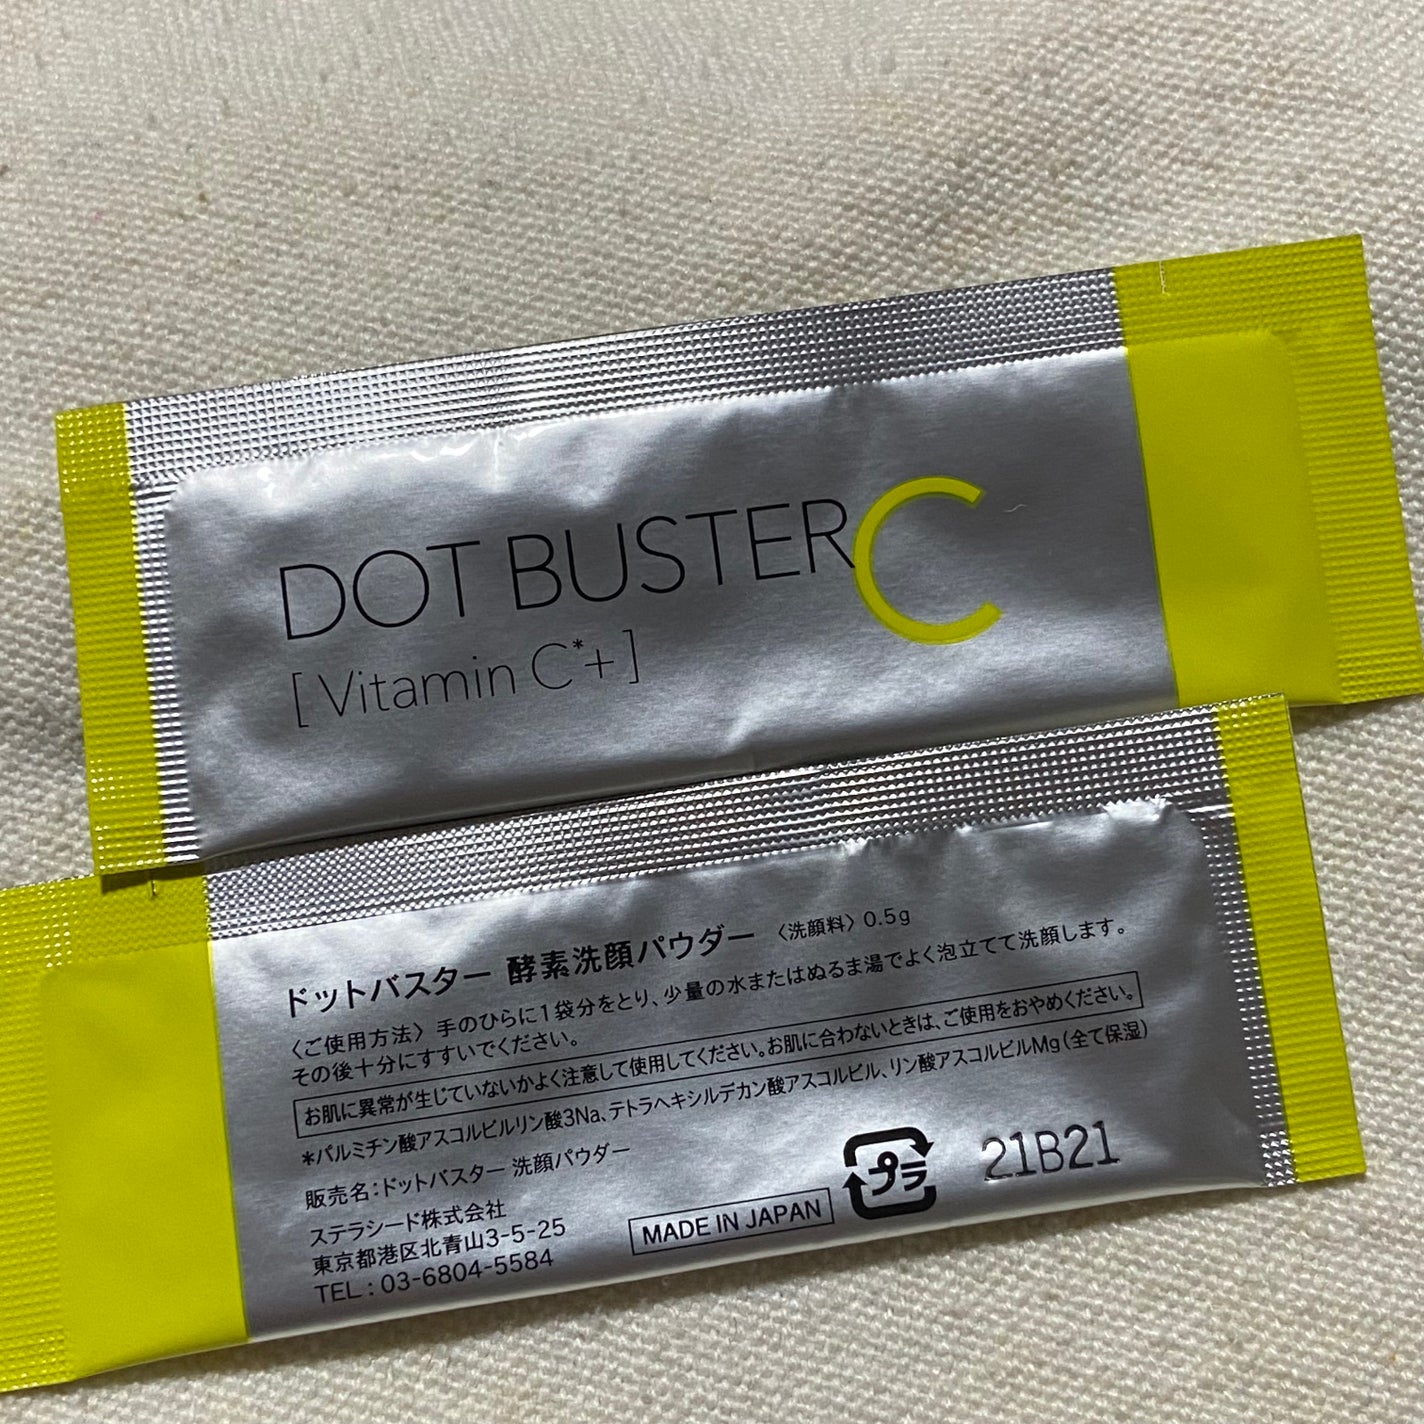 DOT BUSTER C
[Vitamin C*+]
ドットバスター 酵素洗顔パウダー 〈洗顔料〉 0.5g
〈ご使用方法〉 手のひらに1袋分をとり、少量の水またはぬるま湯でよく泡立てて洗顔します。
その後十分にすすいでください。
お肌に異常が生じていないかよく注意して使用してください。お肌に合わないときは、ご使用をおやめください。
*パルミチン酸アスコルビルリン酸3Na、テトラヘキシルデカン酸アスコルビル、リン酸アスコルビルMg(全て保湿)
販売名:ドットバスター 洗顔パウダー
ステラシード株式会社
東京都港区北青山3-5-25
TEL:03-6804-5584
MADE IN JAPAN
プラ
21B21